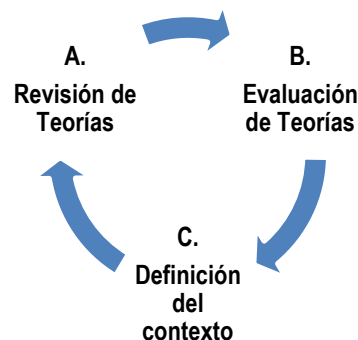 A.
Revisión de
Teorías
B.
Evaluación
de Teorías
C.
Definición
del
contexto